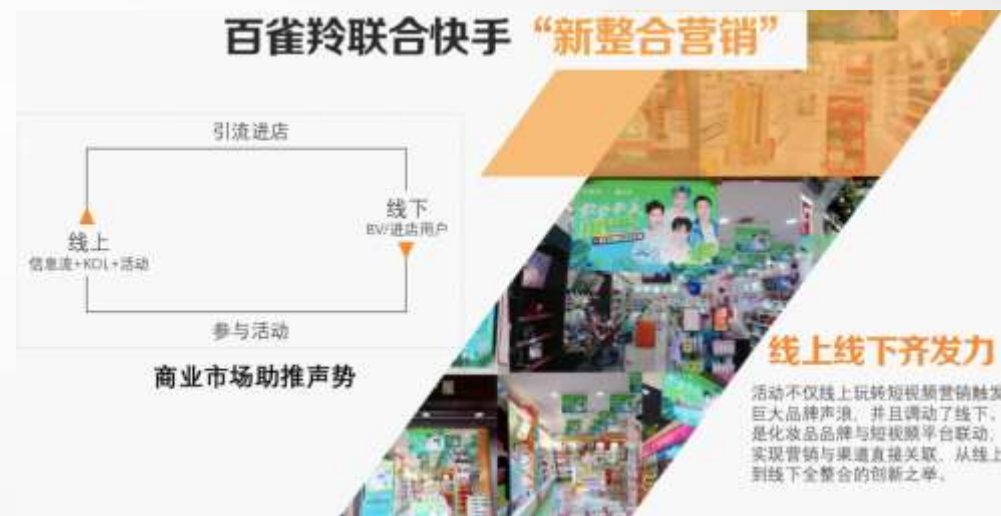 百雀羚联合快手“新整合营销”
引流进店
线下
BV/进店用户
线上
信息流+KOL+活动
参与活动
商业市场助推声势
线上线下齐发力
活动不仅线上玩转短视频营销触发
巨大品牌声浪，并且调动了线下，
是化妆品品牌与短视频平台联动，
实现营销与渠道直接关联，从线上
到线下全整合的创新之举。